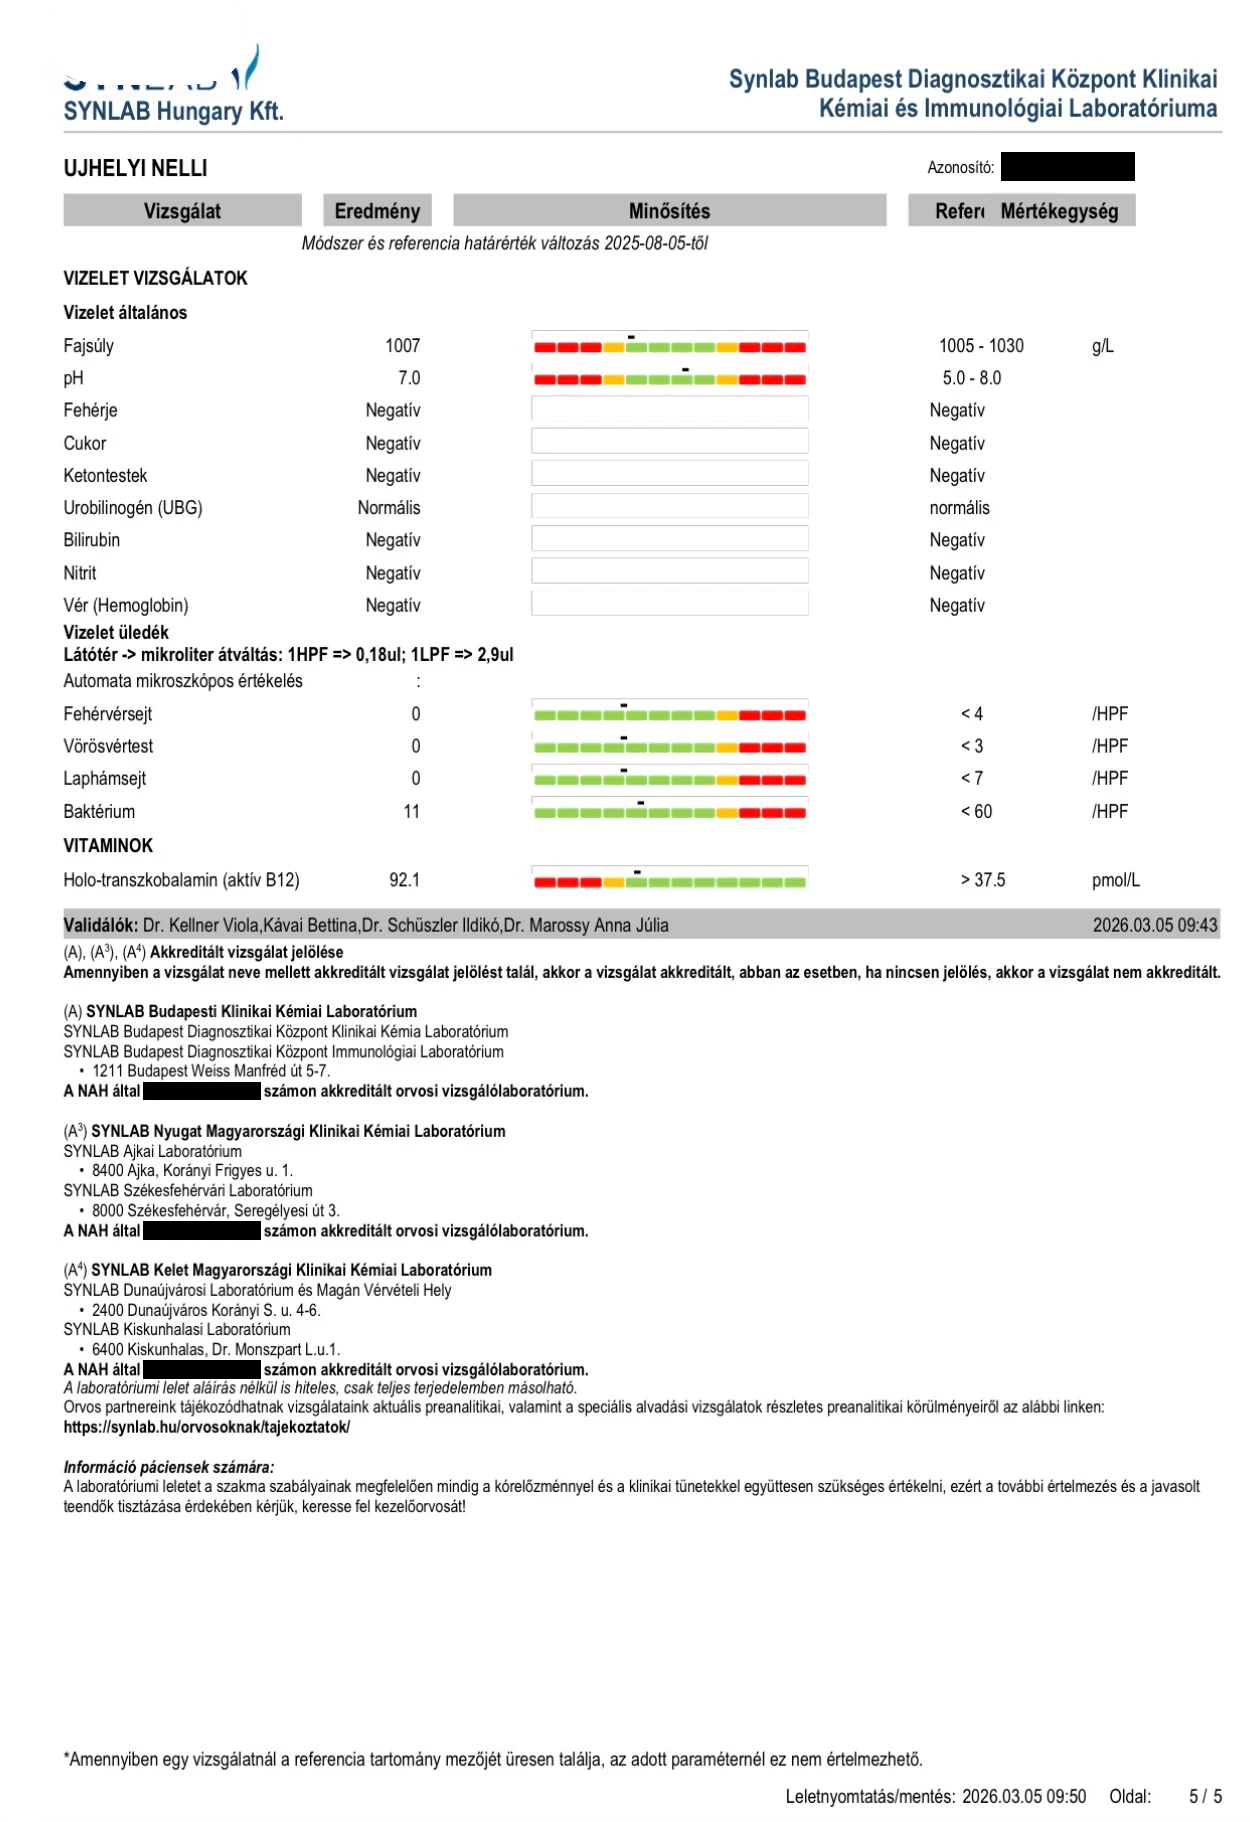 SYNLAB
SYNLAB Hungary Kft.
Synlab Budapest Diagnosztikai Központ Klinikai
Kémiai és Immunológiai Laboratóriuma
UJHELYI NELLI
Azonosító:
Vizsgálat Eredmény Minősítés Refer Mértékegység
Módszer és referencia határérték változás 2025-08-05-től
VIZELET VIZSGÁLATOK
Vizelet általános
Fajsúly 1007 1005 - 1030 g/L
pH 7.0 5.0 - 8.0
Fehérje Negatív Negatív
Cukor Negatív Negatív
Ketontestek Negatív Negatív
Urobilinogén (UBG) Normális normális
Bilirubin Negatív Negatív
Nitrit Negatív Negatív
Vér (Hemoglobin) Negatív Negatív
Vizelet üledék
Látótér -> mikroliter átváltás: 1HPF => 0,18ul; 1LPF => 2,9ul
Automata mikroszkópos értékelés :
Fehérvérsejt 0 < 4 /HPF
Vörösvértest 0 < 3 /HPF
Laphámsejt 0 < 7 /HPF
Baktérium 11 < 60 /HPF
VITAMINOK
Holo-transzkobalamin (aktív B12) 92.1 > 37.5 pmol/L
Validálók: Dr. Kellner Viola,Kávai Bettina,Dr. Schüszler Ildikó,Dr. Marossy Anna Júlia 2026.03.05 09:43
(A), (A³), (A⁴) Akkreditált vizsgálat jelölése
Amennyiben a vizsgálat neve mellett akkreditált vizsgálat jelölést talál, akkor a vizsgálat akkreditált, abban az esetben, ha nincsen jelölés, akkor a vizsgálat nem akkreditált.
(A) SYNLAB Budapesti Klinikai Kémiai Laboratórium
SYNLAB Budapest Diagnosztikai Központ Klinikai Kémia Laboratórium
SYNLAB Budapest Diagnosztikai Központ Immunológiai Laboratórium
• 1211 Budapest Weiss Manfréd út 5-7.
A NAH által számon akkreditált orvosi vizsgálólaboratórium.
(A³) SYNLAB Nyugat Magyarországi Klinikai Kémiai Laboratórium
SYNLAB Ajkai Laboratórium
• 8400 Ajka, Korányi Frigyes u. 1.
SYNLAB Székesfehérvári Laboratórium
• 8000 Székesfehérvár, Seregélyesi út 3.
A NAH által számon akkreditált orvosi vizsgálólaboratórium.
(A⁴) SYNLAB Kelet Magyarországi Klinikai Kémiai Laboratórium
SYNLAB Dunaújvárosi Laboratórium és Magán Vérvételi Hely
• 2400 Dunaújváros Korányi S. u. 4-6.
SYNLAB Kiskunhalasi Laboratórium
• 6400 Kiskunhalas, Dr. Monszpart L.u.1.
A NAH által számon akkreditált orvosi vizsgálólaboratórium.
A laboratóriumi lelet aláírás nélkül is hiteles, csak teljes terjedelemben másolható.
Orvos partnereink tájékozódhatnak vizsgálataink aktuális preanalitikai, valamint a speciális alvadási vizsgálatok részletes preanalitikai körülményeiről az alábbi linken:
https://synlab.hu/orvosoknak/tajekoztatok/
Információ páciensek számára:
A laboratóriumi leletet a szakma szabályainak megfelelően mindig a kórelőzménnyel és a klinikai tünetekkel együttesen szükséges értékelni, ezért a további értelmezés és a javasolt
teendők tisztázása érdekében kérjük, keresse fel kezelőorvosát!
*Amennyiben egy vizsgálatnál a referencia tartomány mezőjét üresen találja, az adott paraméternél ez nem értelmezhető.
Leletnyomtatás/mentés: 2026.03.05 09:50 Oldal: 5 / 5